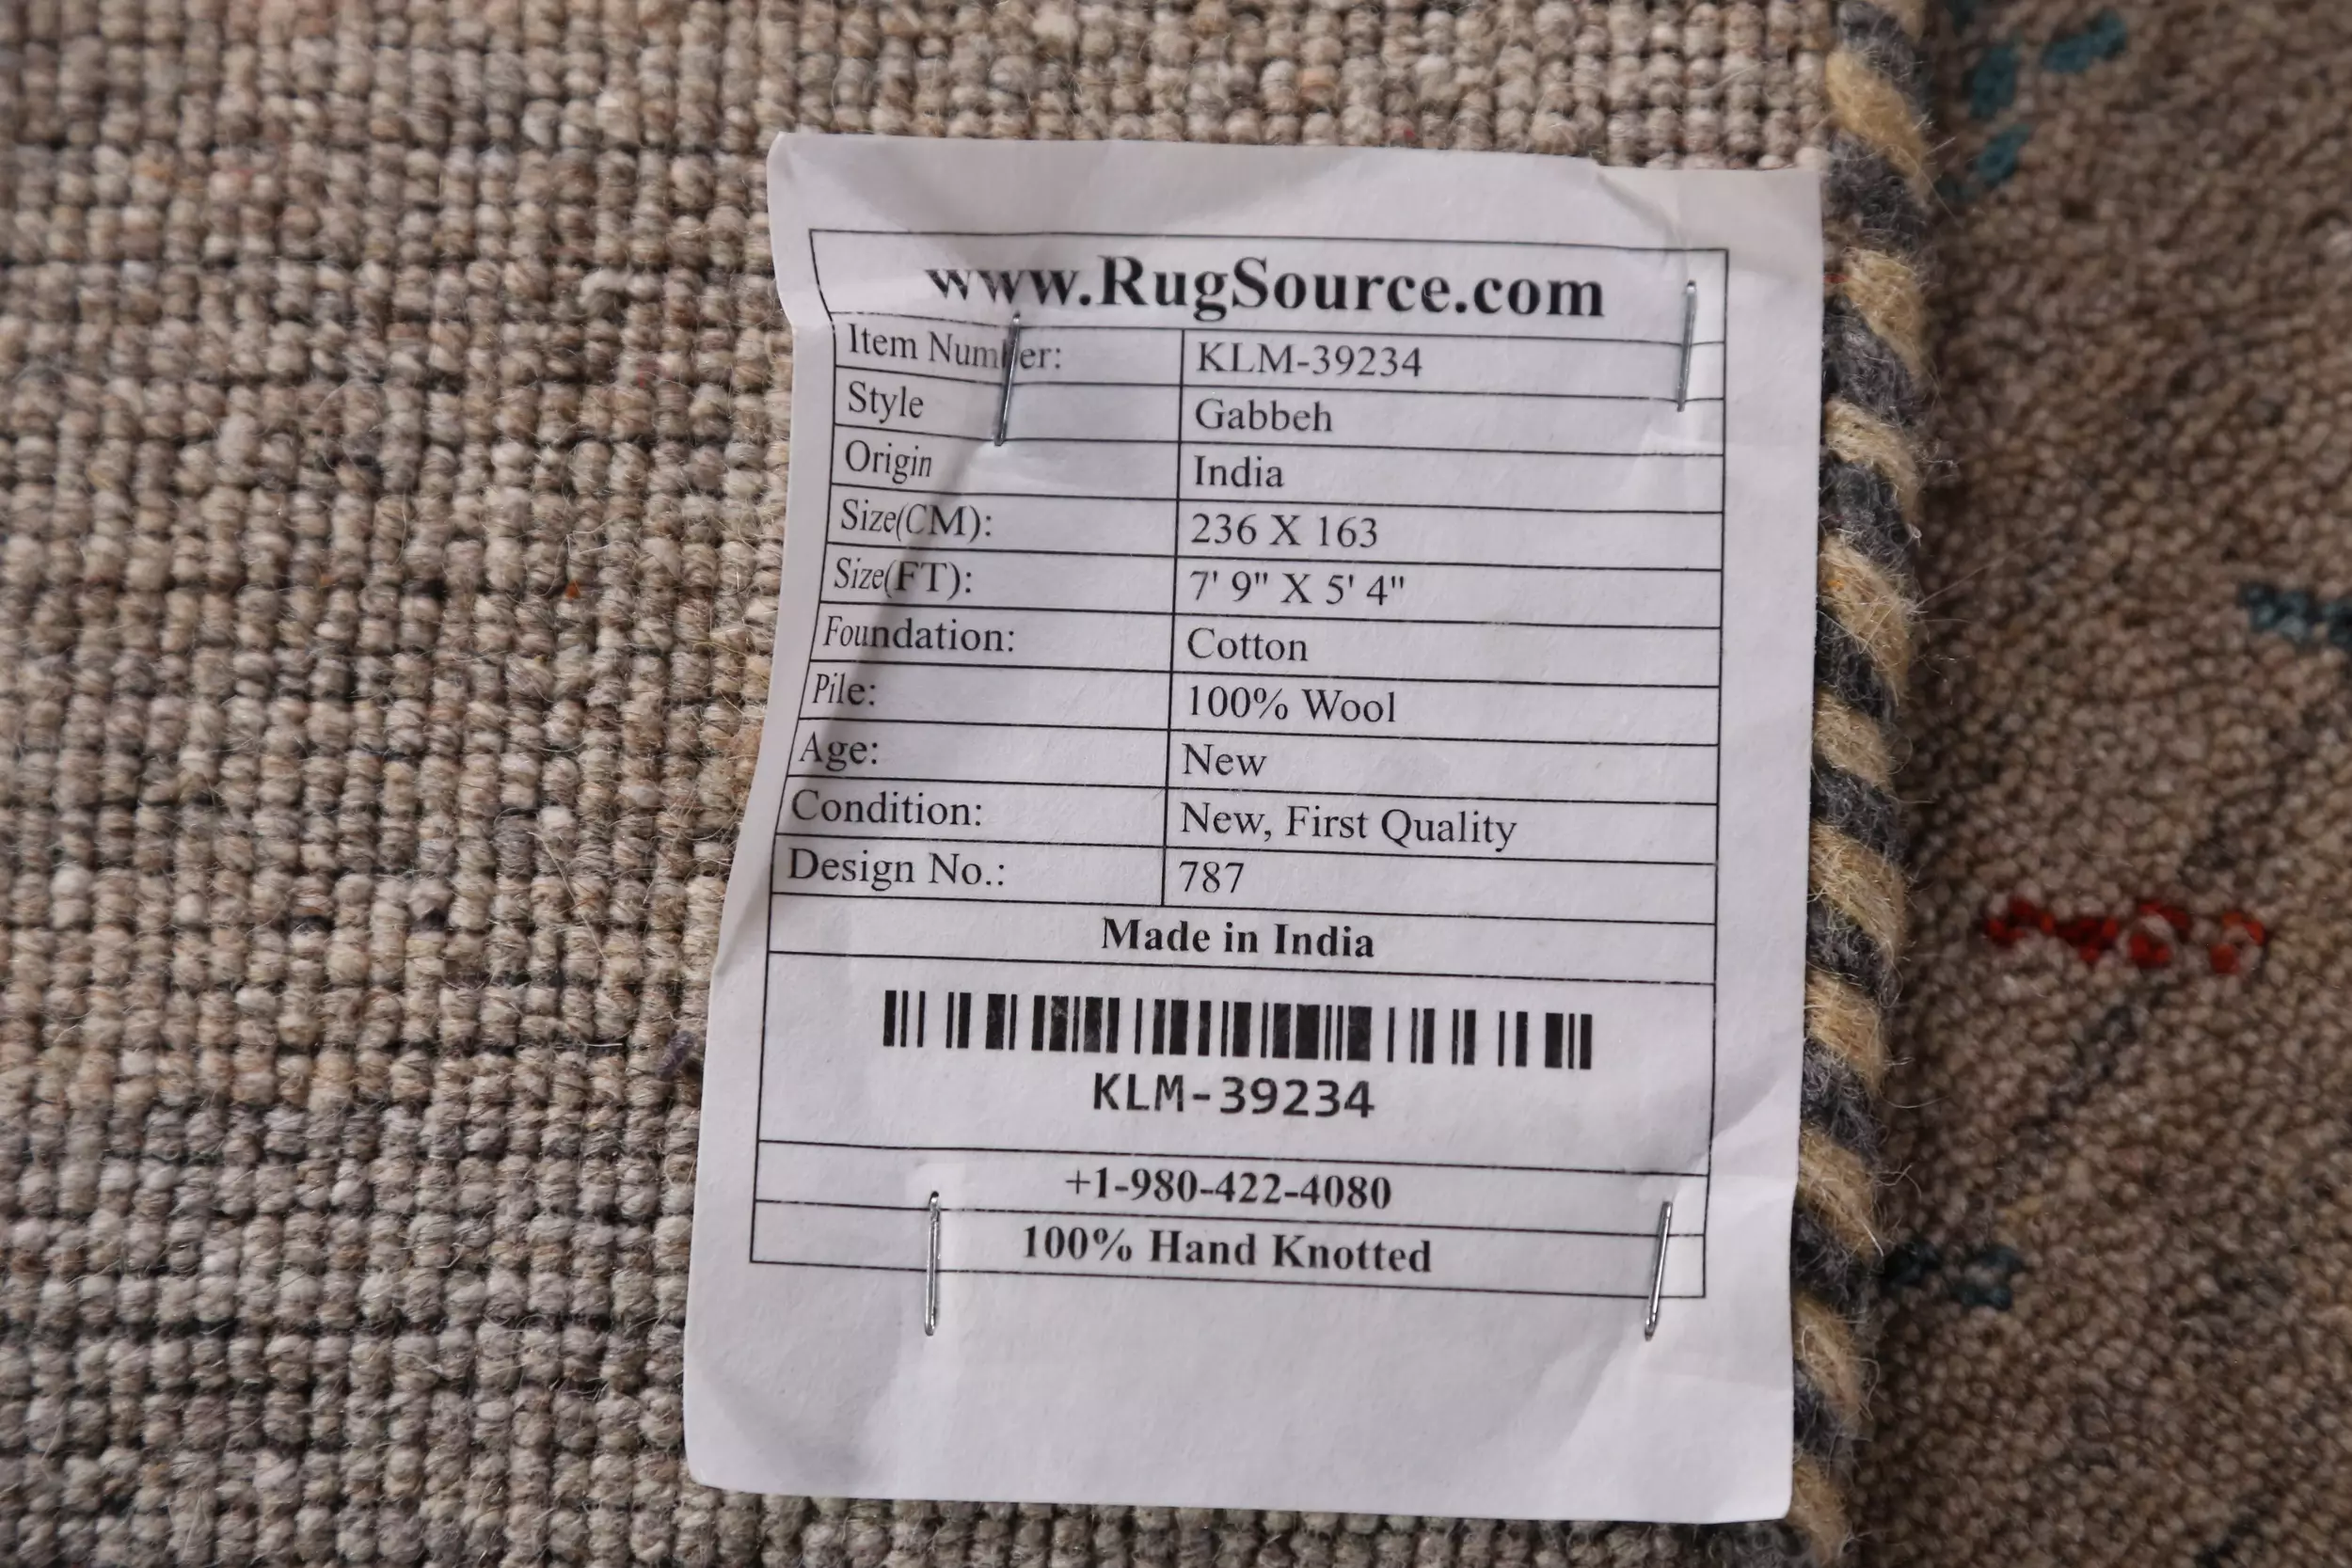 www.RugSource.com
Item Number: KLM-39234
Style Gabbeh
Origin India
Size(CM): 236 X 163
Size(FT): 7' 9" X 5' 4"
Foundation: Cotton
Pile: 100% Wool
Age: New
Condition: New, First Quality
Design No.: 787
Made in India
KLM-39234
+1-980-422-4080
100% Hand Knotted